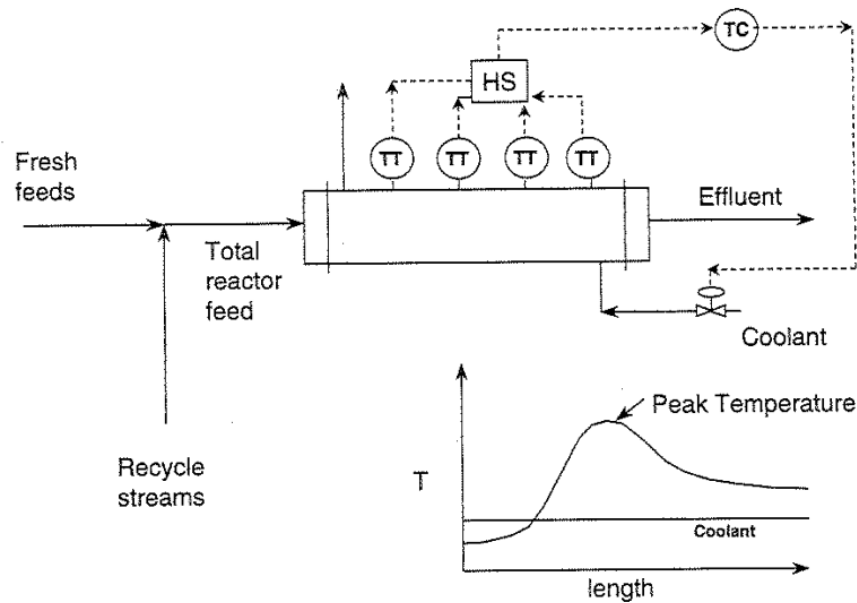 TC
HS
TT TT TT TT
Fresh
feeds
Effluent
Total
reactor
feed
Coolant
Recycle
streams
Peak Temperature
T
Coolant
length